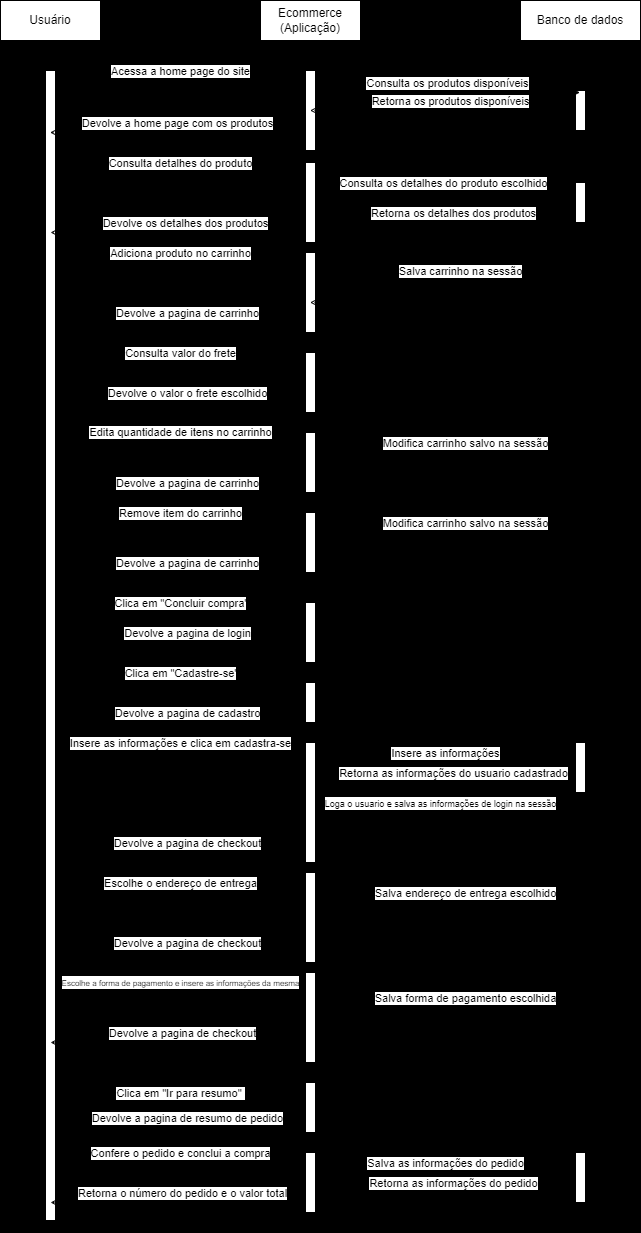 Usuário
Ecommerce
(Aplicação)
Banco de dados
Acessa a home page do site
Consulta os produtos disponíveis
Retorna os produtos disponíveis
Devolve a home page com os produtos
Consulta detalhes do produto
Consulta os detalhes do produto escolhido
Retorna os detalhes dos produtos
Devolve os detalhes dos produtos
Adiciona produto no carrinho
Salva carrinho na sessão
Devolve a pagina de carrinho
Consulta valor do frete
Devolve o valor o frete escolhido
Edita quantidade de itens no carrinho
Modifica carrinho salvo na sessão
Devolve a pagina de carrinho
Remove item do carrinho
Modifica carrinho salvo na sessão
Devolve a pagina de carrinho
Clica em "Concluir compra"
Devolve a pagina de login
Clica em "Cadastre-se"
Devolve a pagina de cadastro
Insere as informações e clica em cadastra-se
Insere as informações
Retorna as informações do usuario cadastrado
Loga o usuario e salva as informações de login na sessão
Devolve a pagina de checkout
Escolhe o endereço de entrega
Salva endereço de entrega escolhido
Devolve a pagina de checkout
Escolhe a forma de pagamento e insere as informações da mesma
Salva forma de pagamento escolhida
Devolve a pagina de checkout
Clica em "Ir para resumo"
Devolve a pagina de resumo de pedido
Confere o pedido e conclui a compra
Salva as informações do pedido
Retorna as informações do pedido
Retorna o número do pedido e o valor total